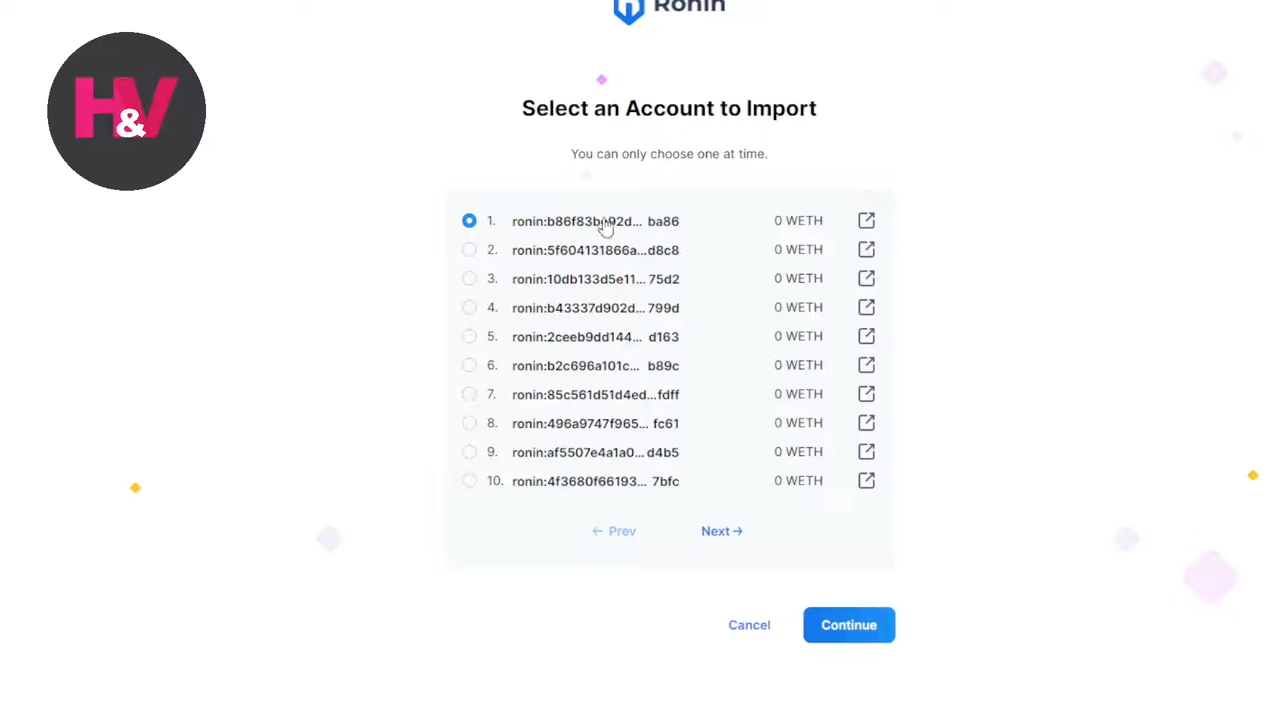 H&V
Ronin
Select an Account to Import
You can only choose one at time.
1. ronin:b86f83b692d... ba86 0 WETH
2. ronin:5f604131866a...d8c8 0 WETH
3. ronin:10db133d5e11... 75d2 0 WETH
4. ronin:b43337d902d... 799d 0 WETH
5. ronin:2ceeb9dd144... d163 0 WETH
6. ronin:b2c696a101c... b89c 0 WETH
7. ronin:85c561d51d4ed...fdff 0 WETH
8. ronin:496a9747f965... fc61 0 WETH
9. ronin:af5507e4a1a0... d4b5 0 WETH
10. ronin:4f3680f66193... 7bfc 0 WETH
← Prev Next →
Cancel Continue